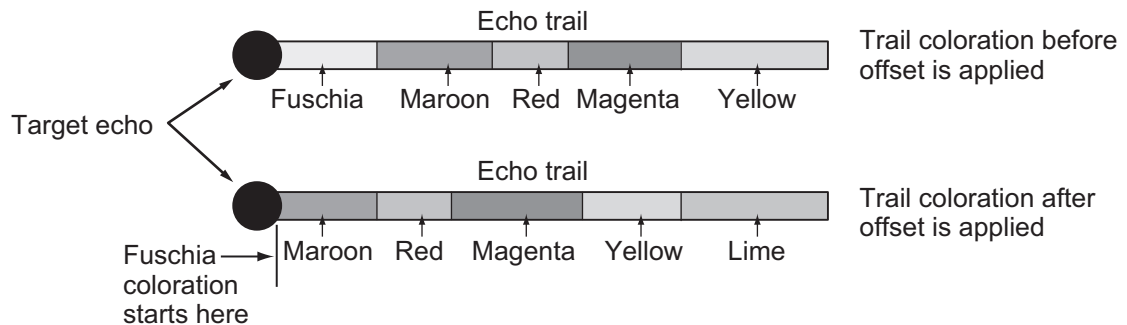 Echo trail
Trail coloration before
offset is applied
Fuschia Maroon Red Magenta Yellow
Target echo
Echo trail
Trail coloration after
offset is applied
Maroon Red Magenta Yellow Lime
Fuschia
coloration
starts here